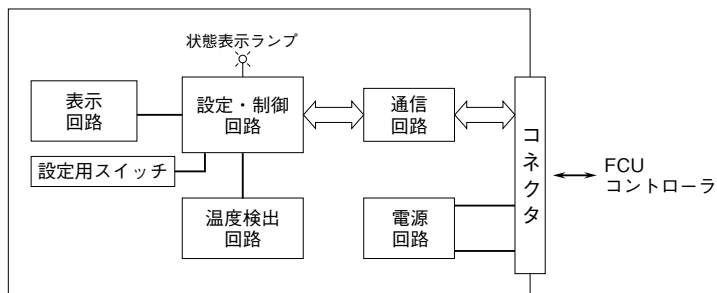 状態表示ランプ
表示
回路
設定・制御
回路
通信
回路
設定用スイッチ
温度検出
回路
電源
回路
コネクタ
FCU
コントローラ